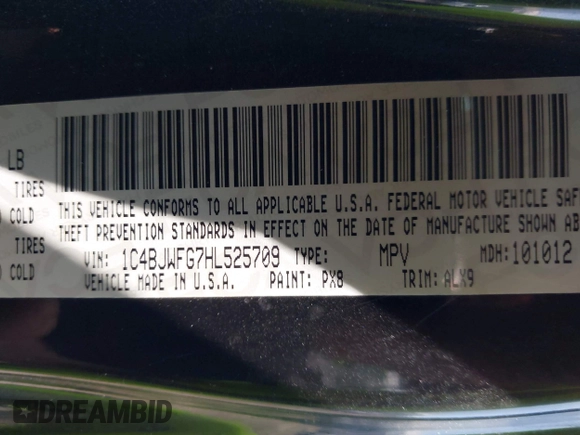 LB
TIRES
COLD
TIRES
COLD
THIS VEHICLE CONFORMS TO ALL APPLICABLE U.S.A. FEDERAL MOTOR VEHICLE SAF
THEFT PREVENTION STANDARDS IN EFFECT ON THE DATE OF MANUFACTURE SHOWN AB
VIN: 1C4BJWFG7HL525709 TYPE: MPV MDH: 101012
VEHICLE MADE IN U.S.A. PAINT: PX8 TRIM: ALX9
DREAMBID